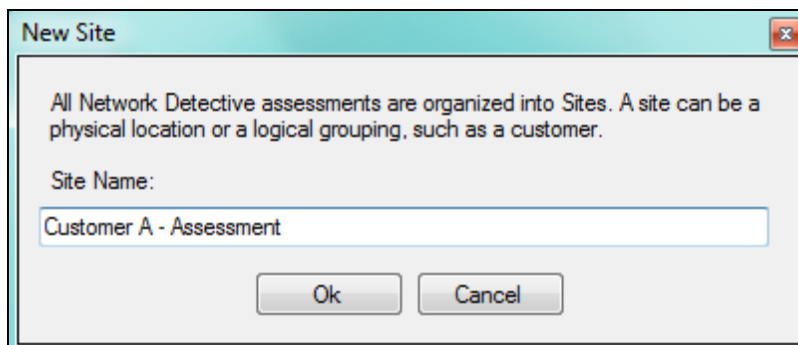 New Site
All Network Detective assessments are organized into Sites. A site can be a
physical location or a logical grouping, such as a customer.
Site Name:
Customer A - Assessment
Ok
Cancel